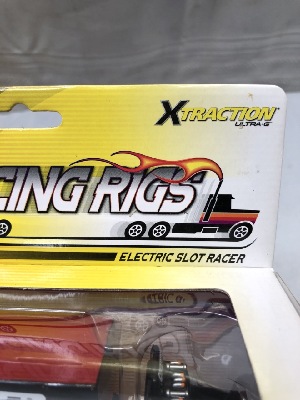 XTRACTION
ULTRA-G
CING RIGS
ELECTRIC SLOT RACER